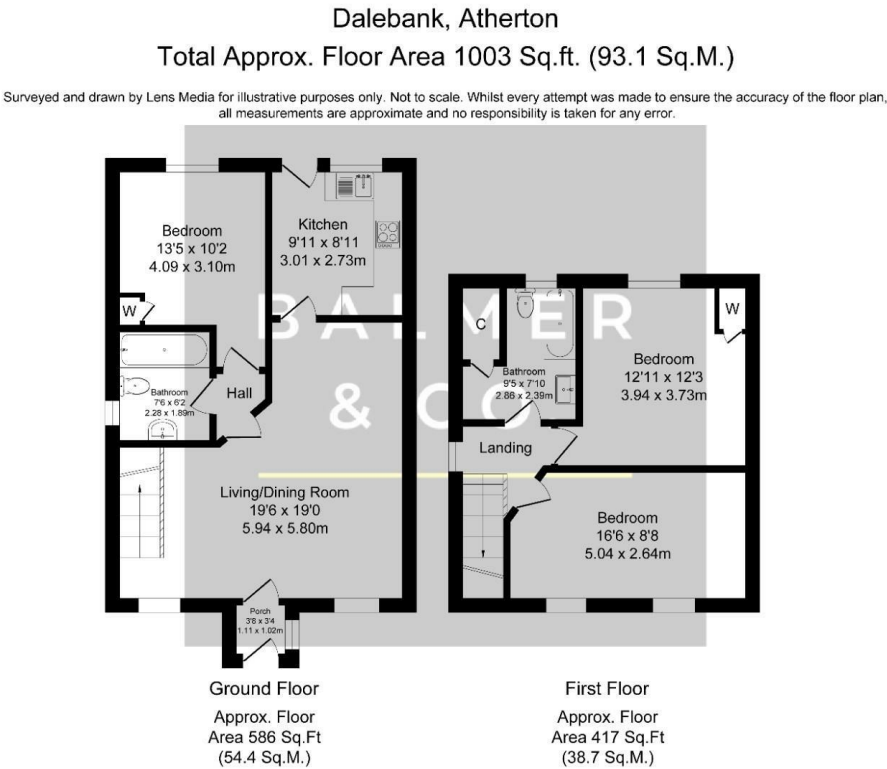 Dalebank, Atherton
Total Approx. Floor Area 1003 Sq.ft. (93.1 Sq.M.)
Surveyed and drawn by Lens Media for illustrative purposes only. Not to scale. Whilst every attempt was made to ensure the accuracy of the floor plan,
all measurements are approximate and no responsibility is taken for any error.
BALMER
& CO.
Bedroom
13'5 x 10'2
4.09 x 3.10m
Kitchen
9'11 x 8'11
3.01 x 2.73m
W
Bathroom
7'6 x 6'2
2.28 x 1.89m
Hall
Living/Dining Room
19'6 x 19'0
5.94 x 5.80m
Porch
3'8 x 3'4
1.11 x 1.02m
C
W
Bathroom
9'5 x 7'10
2.86 x 2.39m
Bedroom
12'11 x 12'3
3.94 x 3.73m
Landing
Bedroom
16'6 x 8'8
5.04 x 2.64m
Ground Floor
Approx. Floor
Area 586 Sq.Ft
(54.4 Sq.M.)
First Floor
Approx. Floor
Area 417 Sq.Ft
(38.7 Sq.M.)